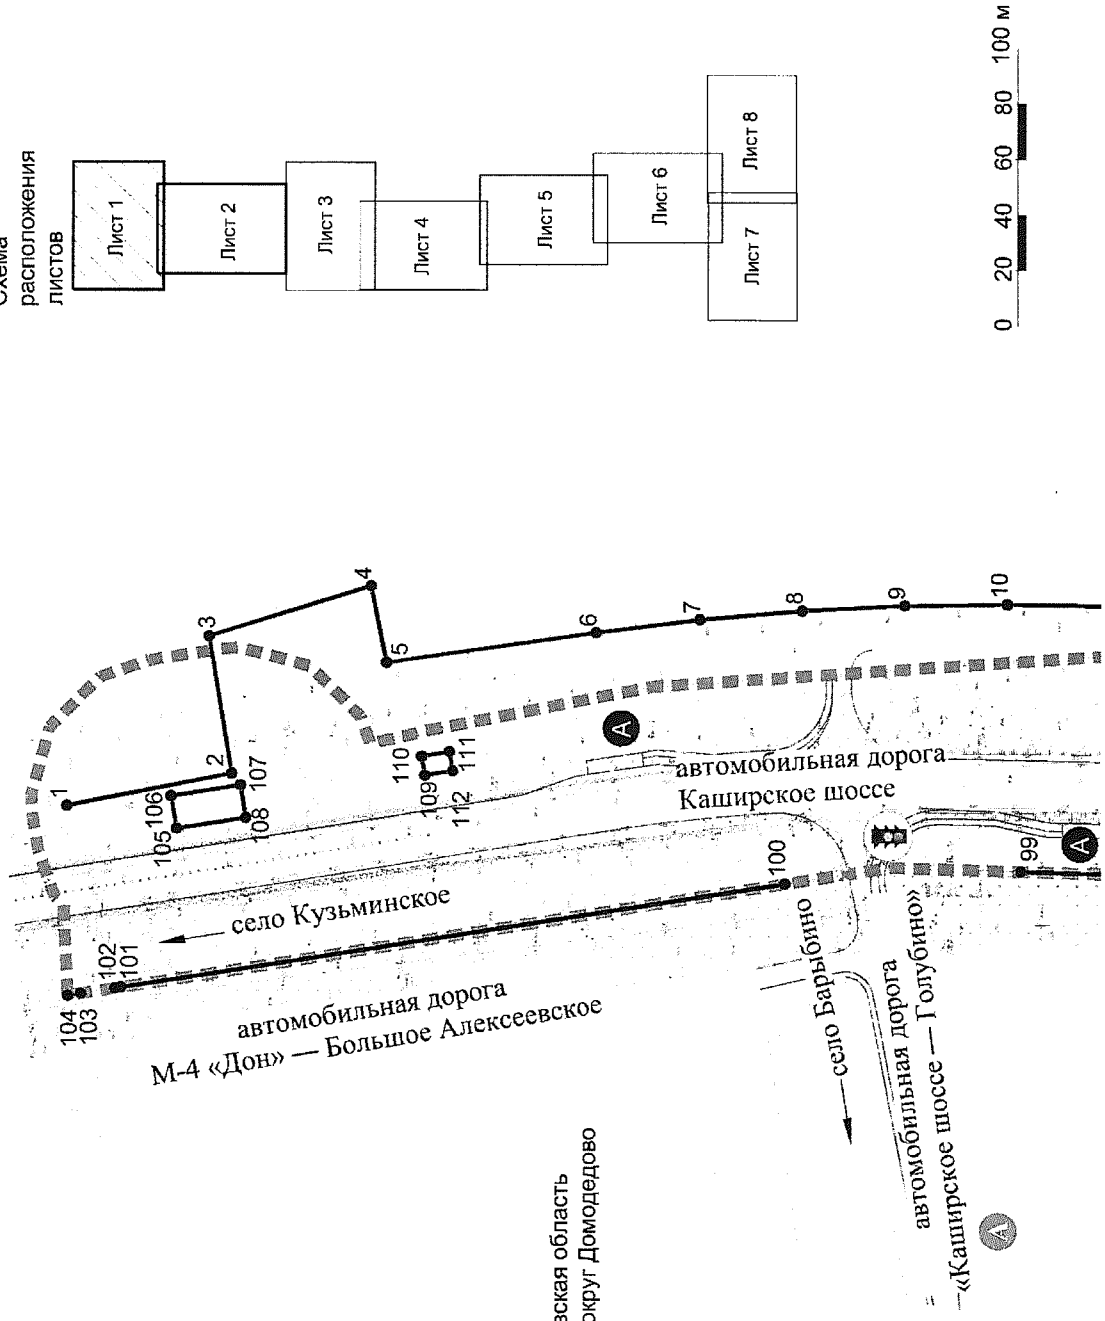 Схема
расположения
листов
Лист 1
Лист 2
Лист 3
Лист 4
Лист 5
Лист 6
Лист 7
Лист 8
0 20 40 60 80 100 м
1
2
3
4
5
6
7
8
9
10
99
100
101
102
103
104
105
106
107
108
109
110
111
112
село Кузьминское
автомобильная дорога
М-4 «Дон» — Большое Алексеевское
автомобильная дорога
Каширское шоссе
село Барыбино
автомобильная дорога
«Каширское шоссе — Голубино»
А
А
А
вская область
округ Домодедово